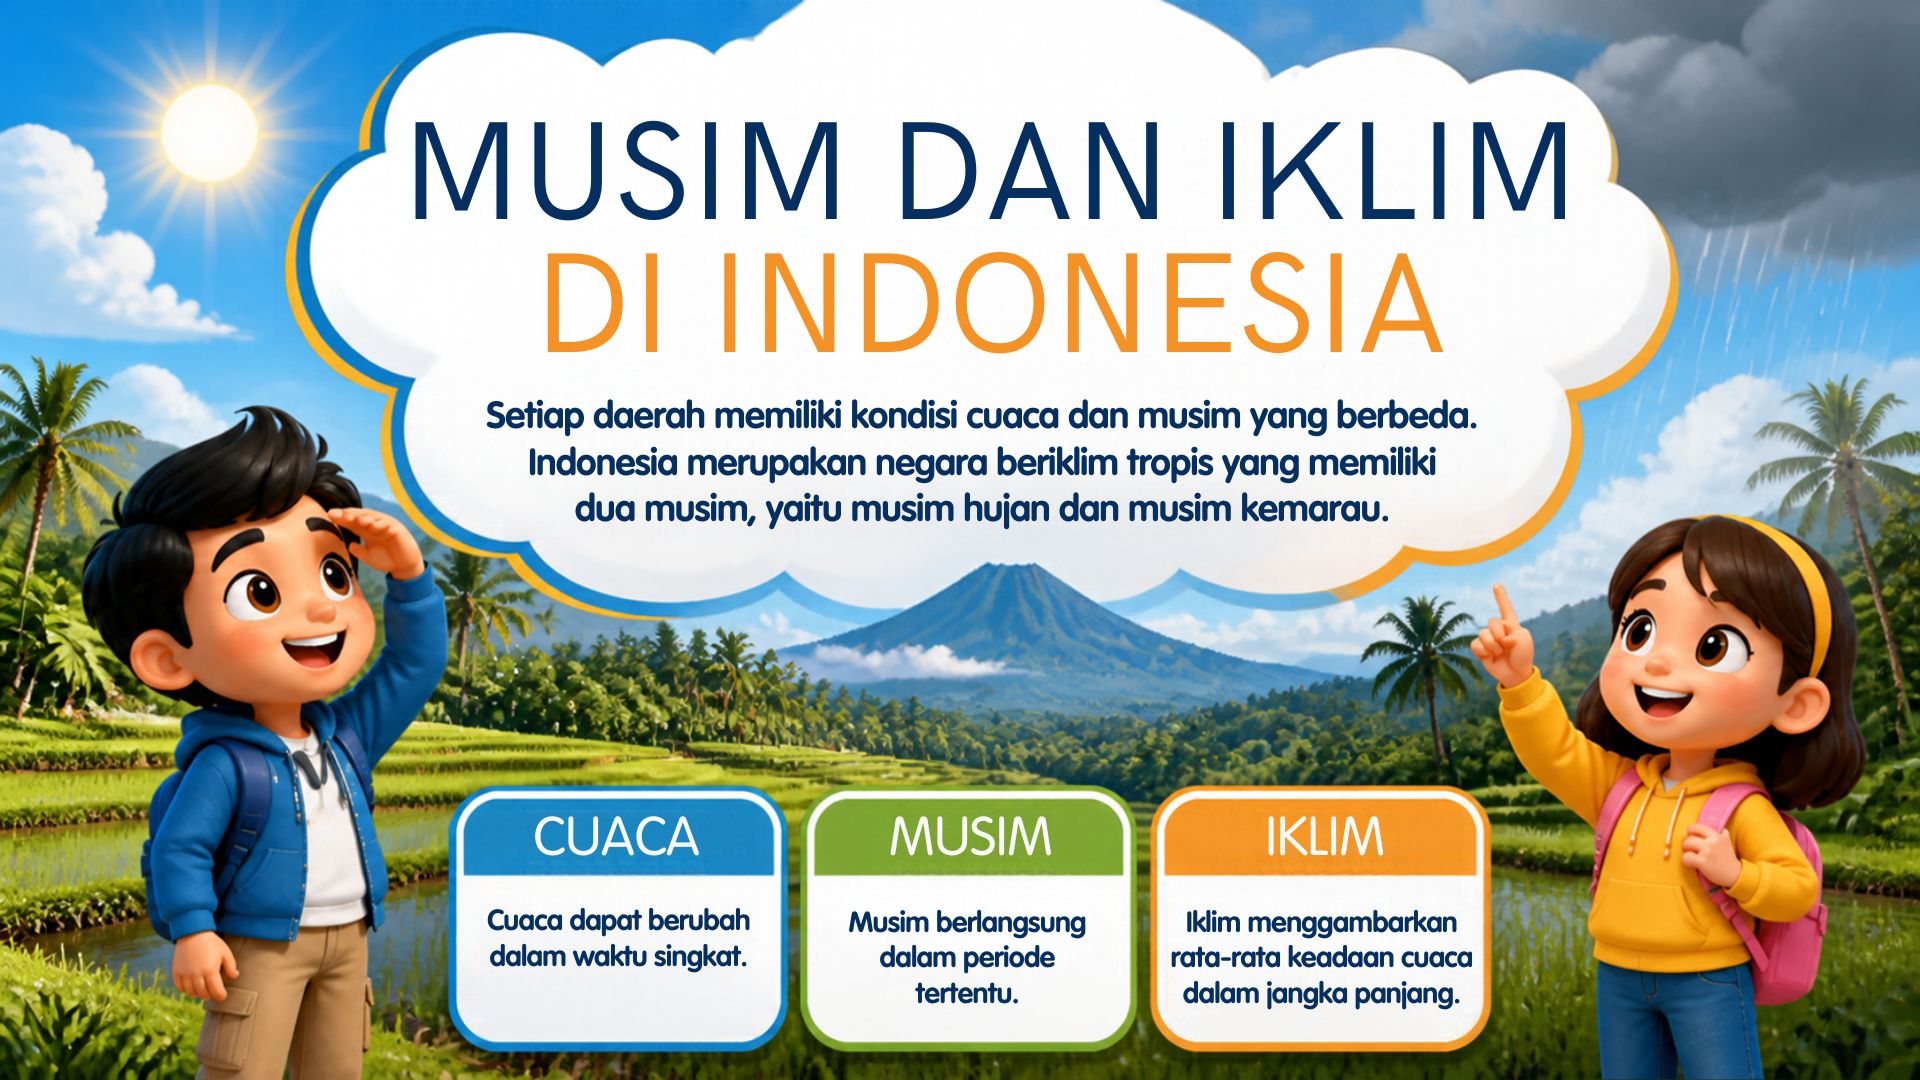 MUSIM DAN IKLIM
DI INDONESIA
Setiap daerah memiliki kondisi cuaca dan musim yang berbeda.
Indonesia merupakan negara beriklim tropis yang memiliki
dua musim, yaitu musim hujan dan musim kemarau.
CUACA
Cuaca dapat berubah
dalam waktu singkat.
MUSIM
Musim berlangsung
dalam periode
tertentu.
IKLIM
Iklim menggambarkan
rata-rata keadaan cuaca
dalam jangka panjang.